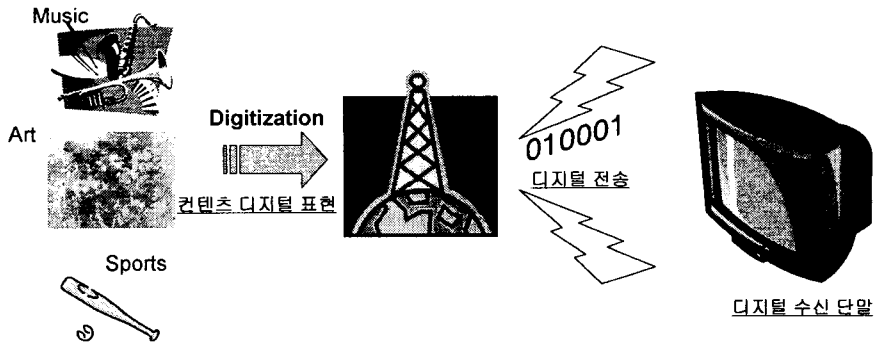 Music
Art
Sports
Digitization
컨텐츠 디지털 표현
010001
디지털 전송
디지털 수신 단말